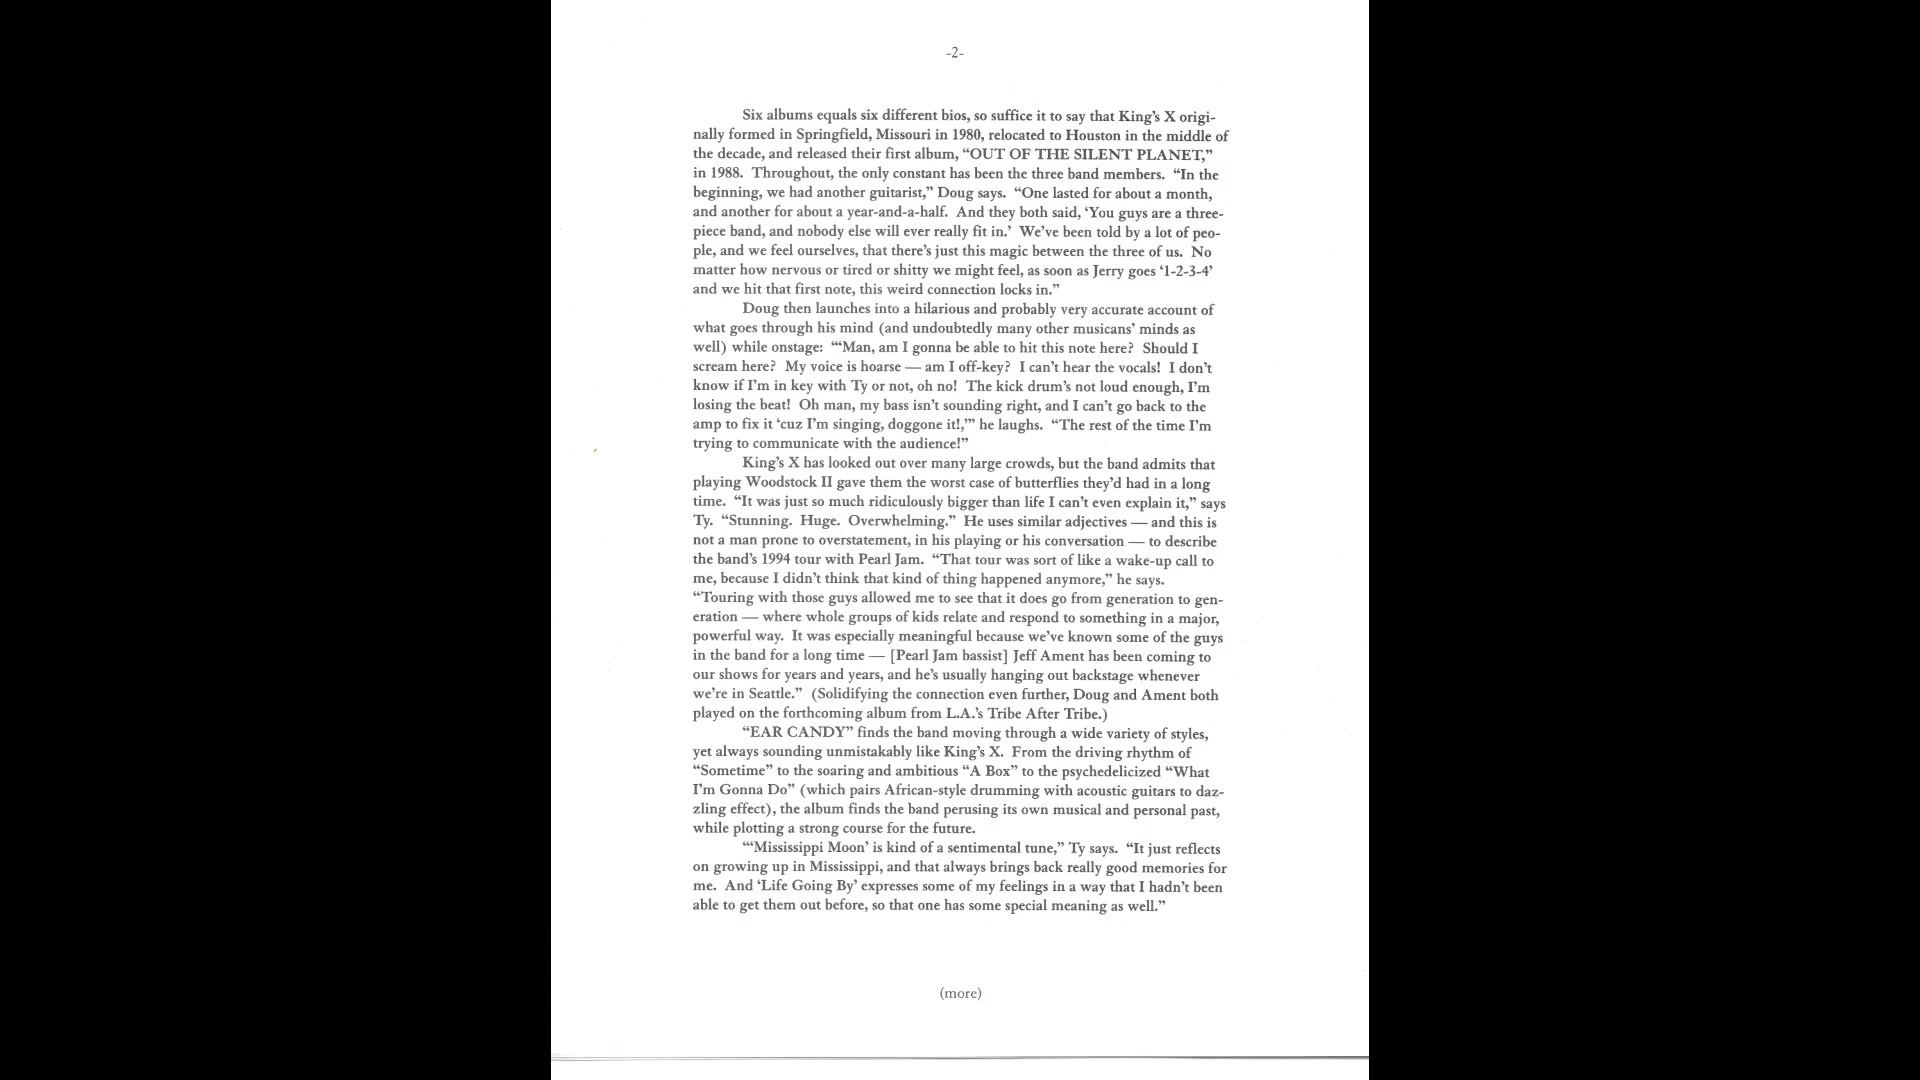 -2-
Six albums equals six different bios, so suffice it to say that King's X origi-
nally formed in Springfield, Missouri in 1980, relocated to Houston in the middle of
the decade, and released their first album, “OUT OF THE SILENT PLANET,”
in 1988.  Throughout, the only constant has been the three band members.  “In the
beginning, we had another guitarist,” Doug says.  “One lasted for about a month,
and another for about a year-and-a-half.  And they both said, ‘You guys are a three-
piece band, and nobody else will ever really fit in.’  We’ve been told by a lot of peo-
ple, and we feel ourselves, that there’s just this magic between the three of us.  No
matter how nervous or tired or shitty we might feel, as soon as Jerry goes ‘1-2-3-4’
and we hit that first note, this weird connection locks in.”
Doug then launches into a hilarious and probably very accurate account of
what goes through his mind (and undoubtedly many other musicans’ minds as
well) while onstage:  “‘Man, am I gonna be able to hit this note here?  Should I
scream here?  My voice is hoarse — am I off-key?  I can’t hear the vocals!  I don’t
know if I’m in key with Ty or not, oh no!  The kick drum’s not loud enough, I’m
losing the beat!  Oh man, my bass isn’t sounding right, and I can’t go back to the
amp to fix it ‘cuz I’m singing, doggone it!,’” he laughs.  “The rest of the time I’m
trying to communicate with the audience!”
King’s X has looked out over many large crowds, but the band admits that
playing Woodstock II gave them the worst case of butterflies they’d had in a long
time.  “It was just so much ridiculously bigger than life I can’t even explain it,” says
Ty.  “Stunning.  Huge.  Overwhelming.”  He uses similar adjectives — and this is
not a man prone to overstatement, in his playing or his conversation — to describe
the band’s 1994 tour with Pearl Jam.  “That tour was sort of like a wake-up call to
me, because I didn’t think that kind of thing happened anymore,” he says.
“Touring with those guys allowed me to see that it does go from generation to gen-
eration — where whole groups of kids relate and respond to something in a major,
powerful way.  It was especially meaningful because we’ve known some of the guys
in the band for a long time — [Pearl Jam bassist] Jeff Ament has been coming to
our shows for years and years, and he’s usually hanging out backstage whenever
we’re in Seattle.”  (Solidifying the connection even further, Doug and Ament both
played on the forthcoming album from L.A.’s Tribe After Tribe.)
“EAR CANDY” finds the band moving through a wide variety of styles,
yet always sounding unmistakably like King’s X.  From the driving rhythm of
“Sometime” to the soaring and ambitious “A Box” to the psychedelicized “What
I’m Gonna Do” (which pairs African-style drumming with acoustic guitars to daz-
zling effect), the album finds the band perusing its own musical and personal past,
while plotting a strong course for the future.
“‘Mississippi Moon’ is kind of a sentimental tune,” Ty says.  “It just reflects
on growing up in Mississippi, and that always brings back really good memories for
me.  And ‘Life Going By’ expresses some of my feelings in a way that I hadn’t been
able to get them out before, so that one has some special meaning as well.”
(more)